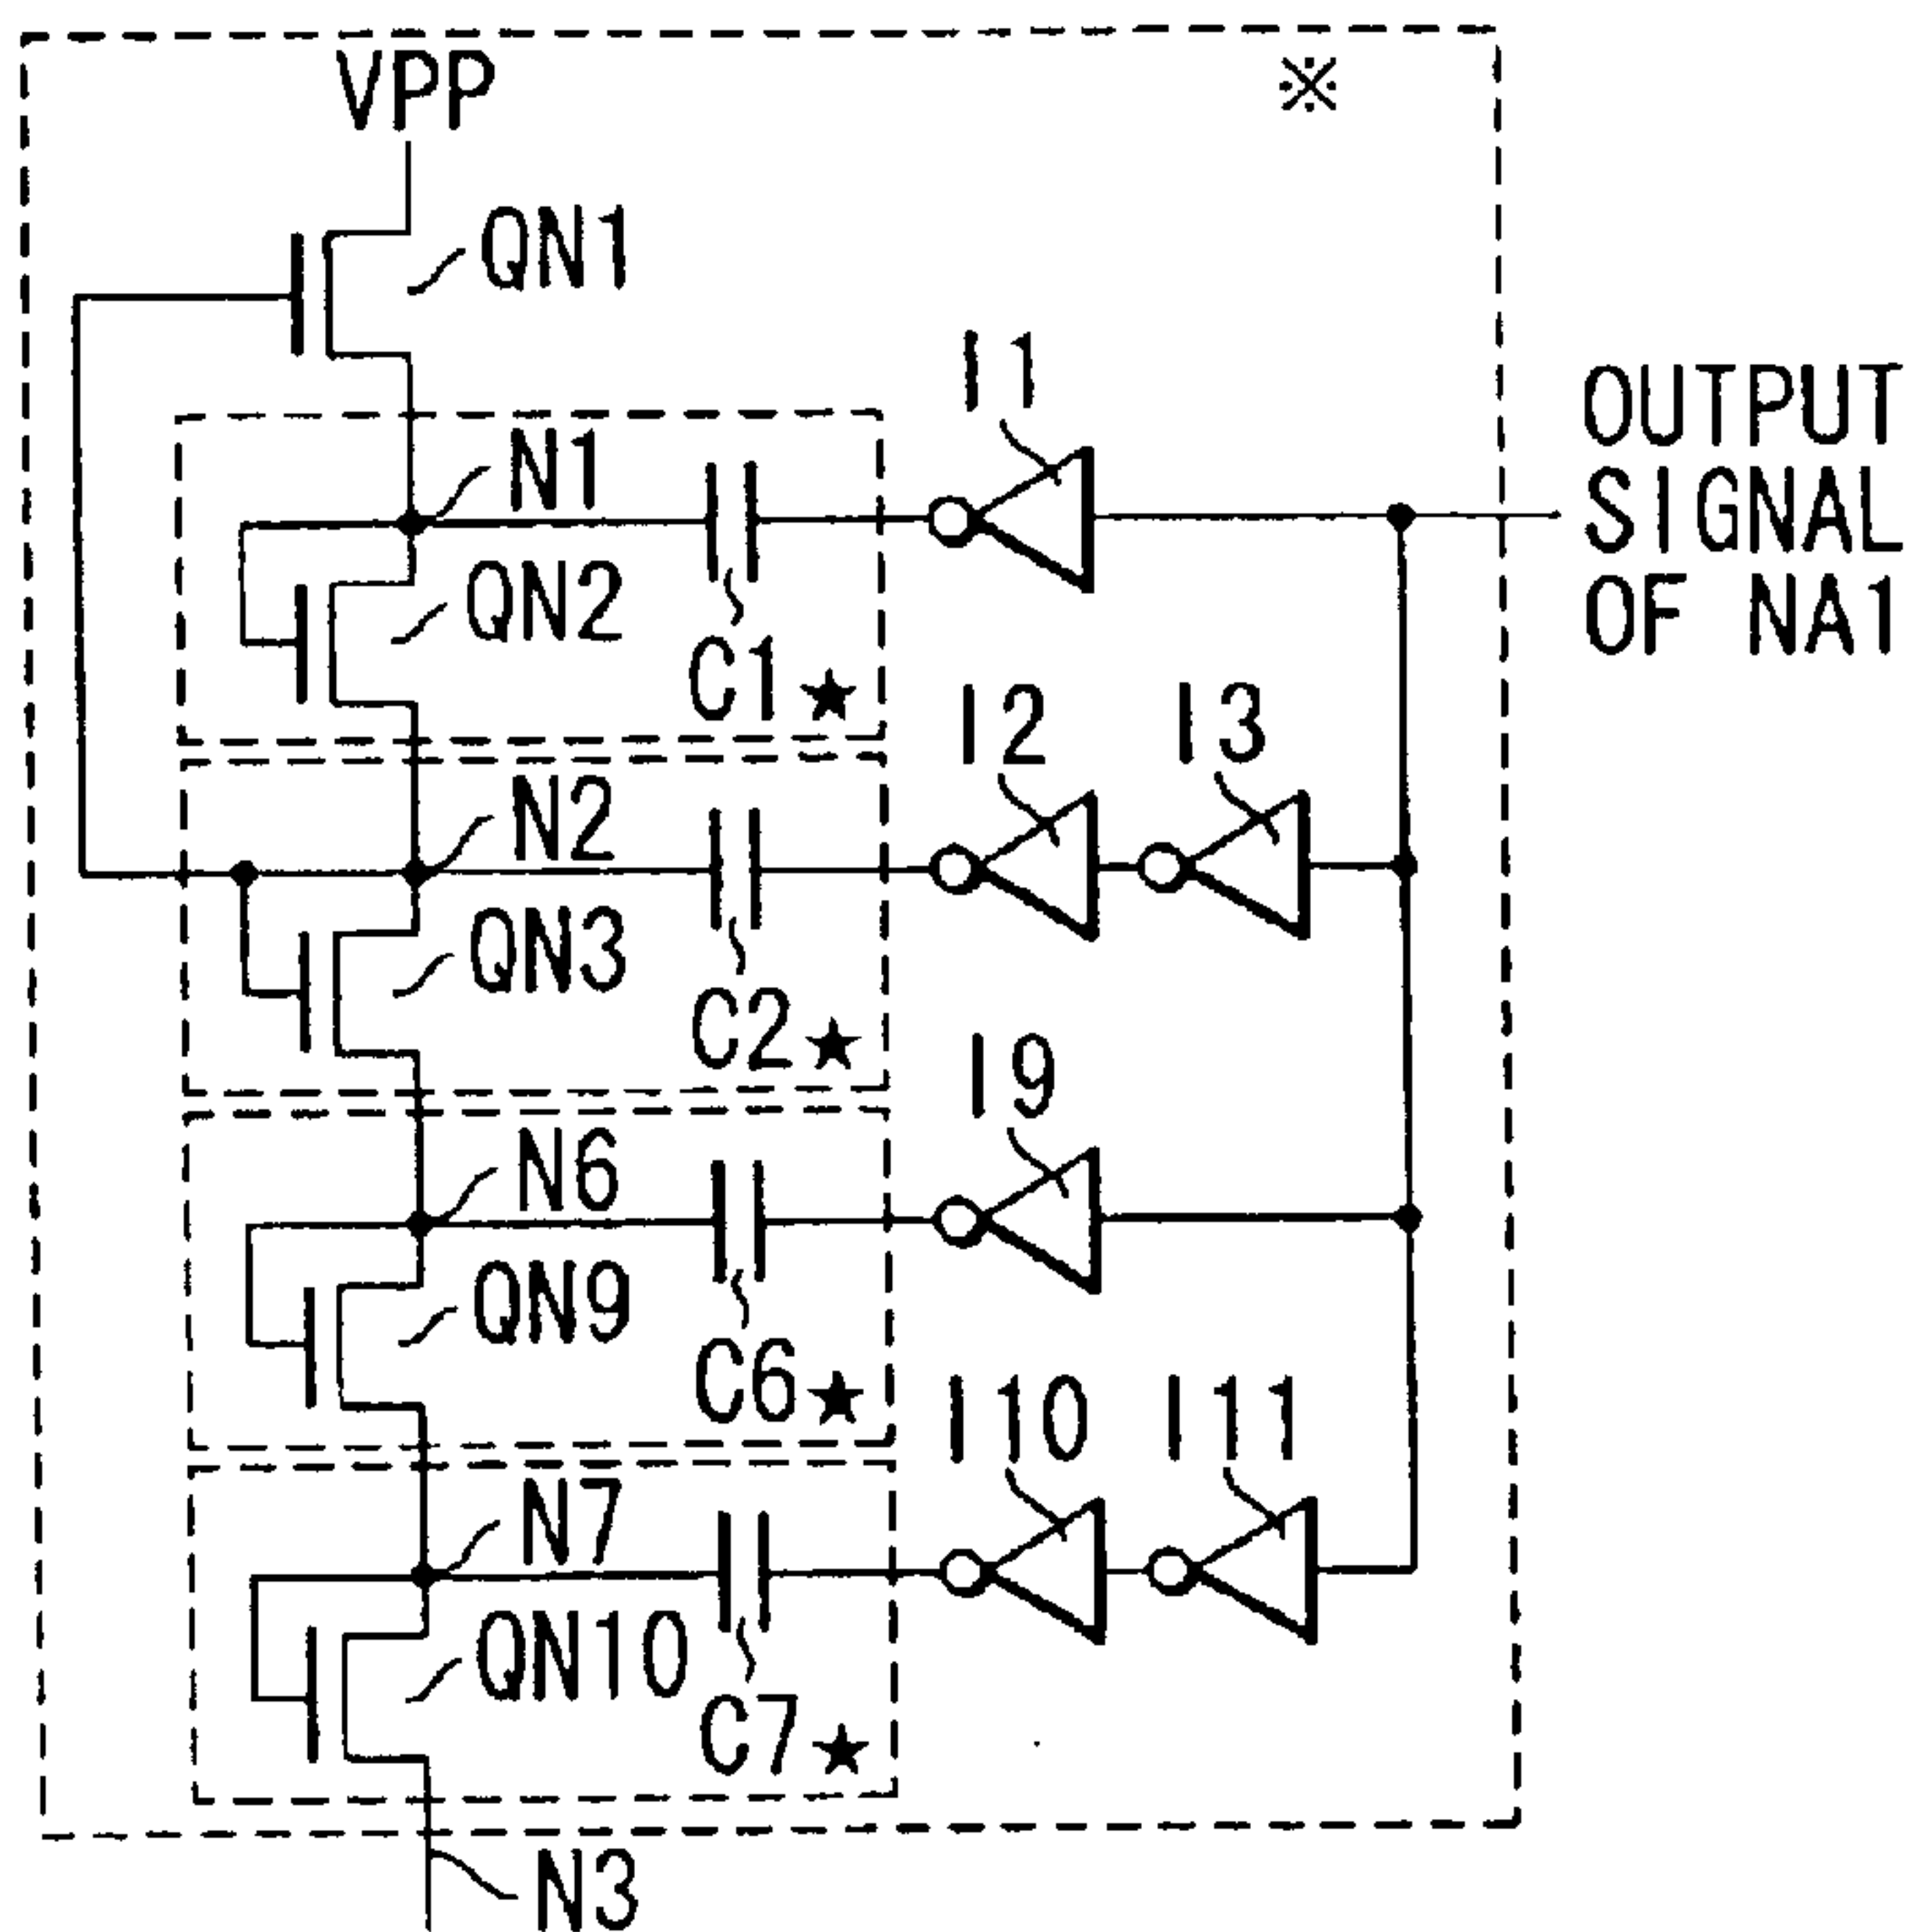 VPP
※
QN1
I1
OUTPUT
SIGNAL
OF NA1
N1
QN2
C1★
I2
I3
N2
QN3
C2★
I9
N6
QN9
C6★
I10
I11
N7
QN10
C7★
N3